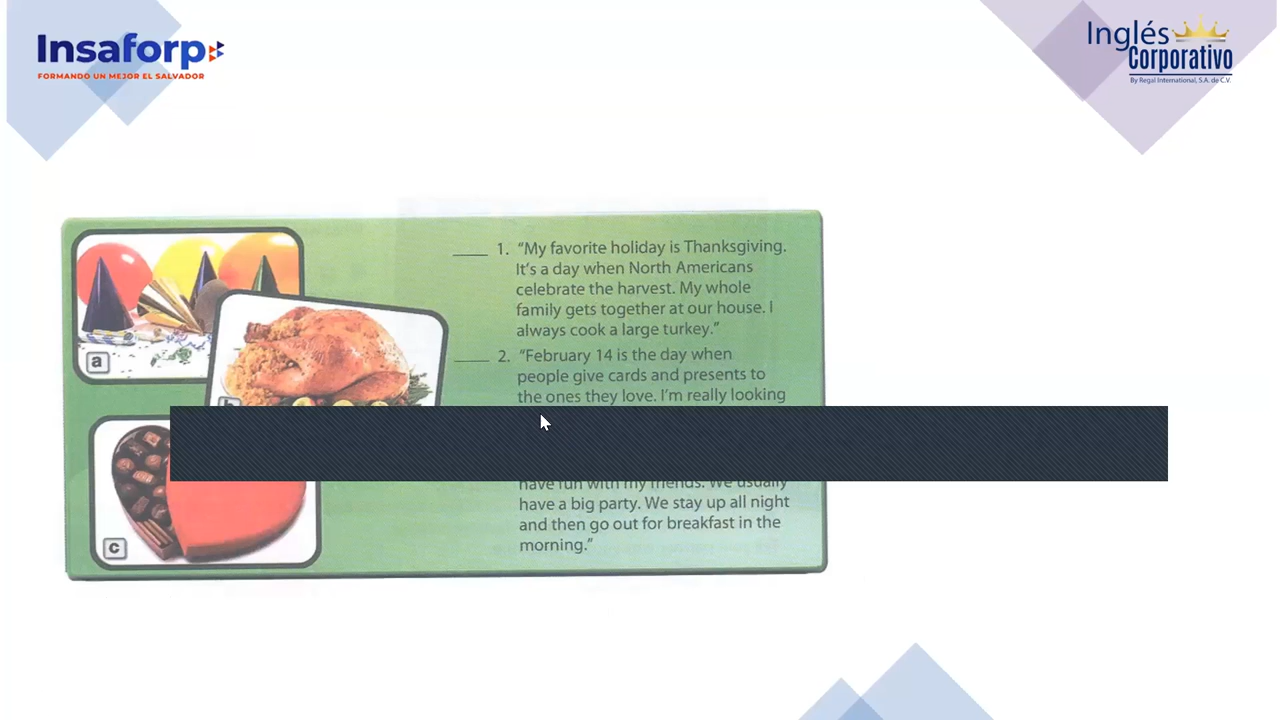 Insaforp
FORMANDO UN MEJOR EL SALVADOR
Inglés
Corporativo
By Regal International, S.A. de C.V.
a
c
____ 1. "My favorite holiday is Thanksgiving.
It's a day when North Americans
celebrate the harvest. My whole
family gets together at our house. I
always cook a large turkey."
____ 2. "February 14 is the day when
people give cards and presents to
the ones they love. I'm really looking
have fun with my friends. We usually
have a big party. We stay up all night
and then go out for breakfast in the
morning."